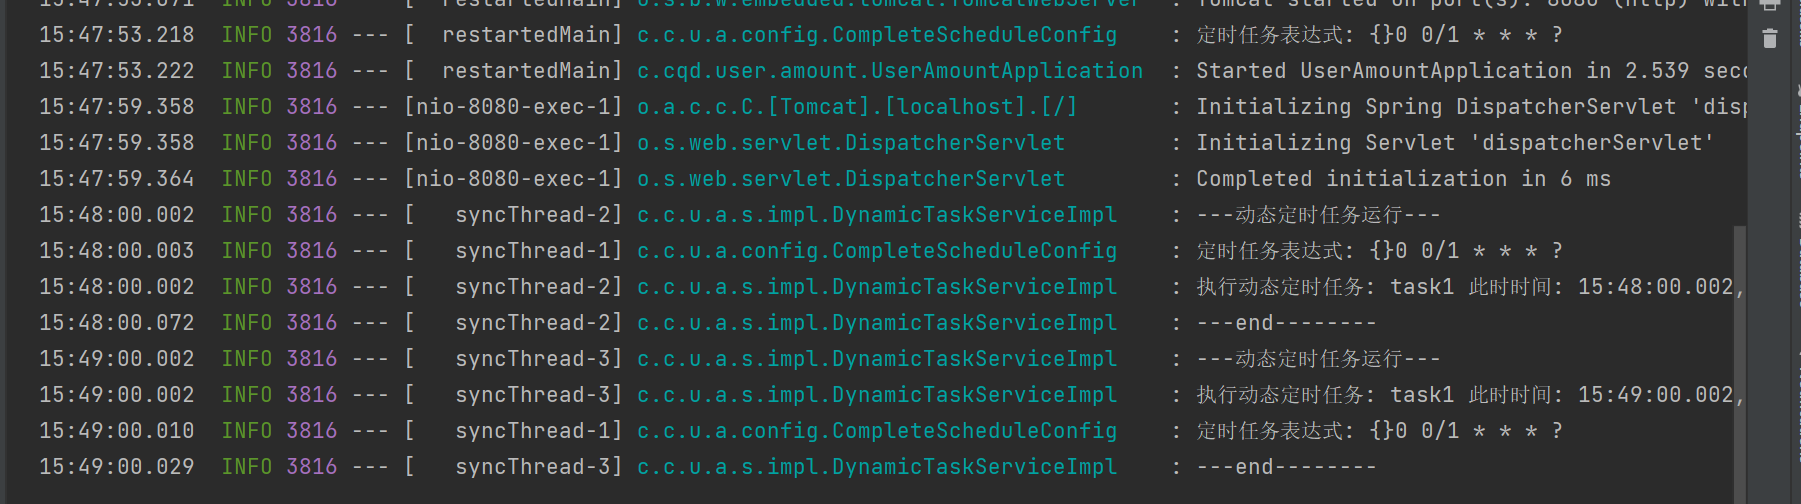 15:47:53.071 INFO 3816 --- [ restartedMain] o.s.b.w.embedded.tomcat.TomcatWebServer : Tomcat started on port(s): 8080 (http) with
15:47:53.218 INFO 3816 --- [ restartedMain] c.c.u.a.config.CompleteScheduleConfig : 定时任务表达式: {}0 0/1 * * * ?
15:47:53.222 INFO 3816 --- [ restartedMain] c.cqd.user.amount.UserAmountApplication : Started UserAmountApplication in 2.539 seco
15:47:59.358 INFO 3816 --- [nio-8080-exec-1] o.a.c.c.C.[Tomcat].[localhost].[/] : Initializing Spring DispatcherServlet 'disp
15:47:59.358 INFO 3816 --- [nio-8080-exec-1] o.s.web.servlet.DispatcherServlet : Initializing Servlet 'dispatcherServlet'
15:47:59.364 INFO 3816 --- [nio-8080-exec-1] o.s.web.servlet.DispatcherServlet : Completed initialization in 6 ms
15:48:00.002 INFO 3816 --- [ syncThread-2] c.c.u.a.s.impl.DynamicTaskServiceImpl : ---动态定时任务运行---
15:48:00.003 INFO 3816 --- [ syncThread-1] c.c.u.a.config.CompleteScheduleConfig : 定时任务表达式: {}0 0/1 * * * ?
15:48:00.002 INFO 3816 --- [ syncThread-2] c.c.u.a.s.impl.DynamicTaskServiceImpl : 执行动态定时任务: task1 此时时间: 15:48:00.002,
15:48:00.072 INFO 3816 --- [ syncThread-2] c.c.u.a.s.impl.DynamicTaskServiceImpl : ---end--------
15:49:00.002 INFO 3816 --- [ syncThread-3] c.c.u.a.s.impl.DynamicTaskServiceImpl : ---动态定时任务运行---
15:49:00.002 INFO 3816 --- [ syncThread-3] c.c.u.a.s.impl.DynamicTaskServiceImpl : 执行动态定时任务: task1 此时时间: 15:49:00.002,
15:49:00.010 INFO 3816 --- [ syncThread-1] c.c.u.a.config.CompleteScheduleConfig : 定时任务表达式: {}0 0/1 * * * ?
15:49:00.029 INFO 3816 --- [ syncThread-3] c.c.u.a.s.impl.DynamicTaskServiceImpl : ---end--------